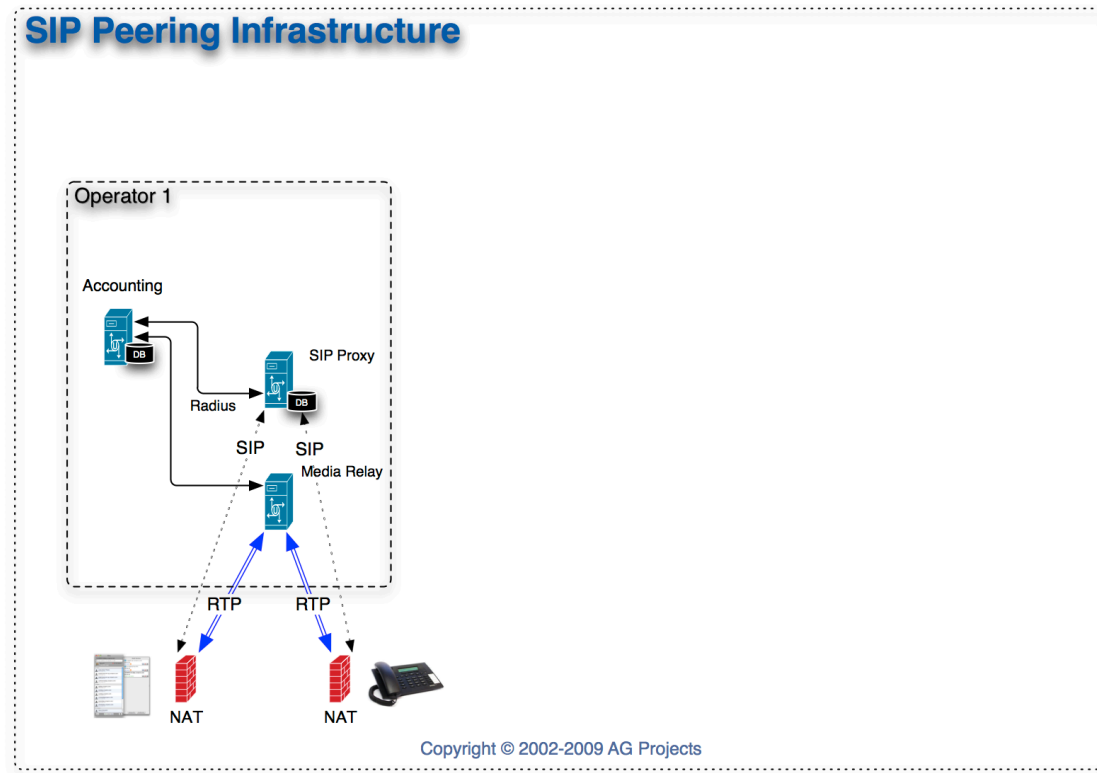 SIP Peering Infrastructure
Operator 1
Accounting
DB
SIP Proxy
DB
Radius
SIP
SIP
Media Relay
RTP
RTP
NAT
NAT
Copyright © 2002-2009 AG Projects